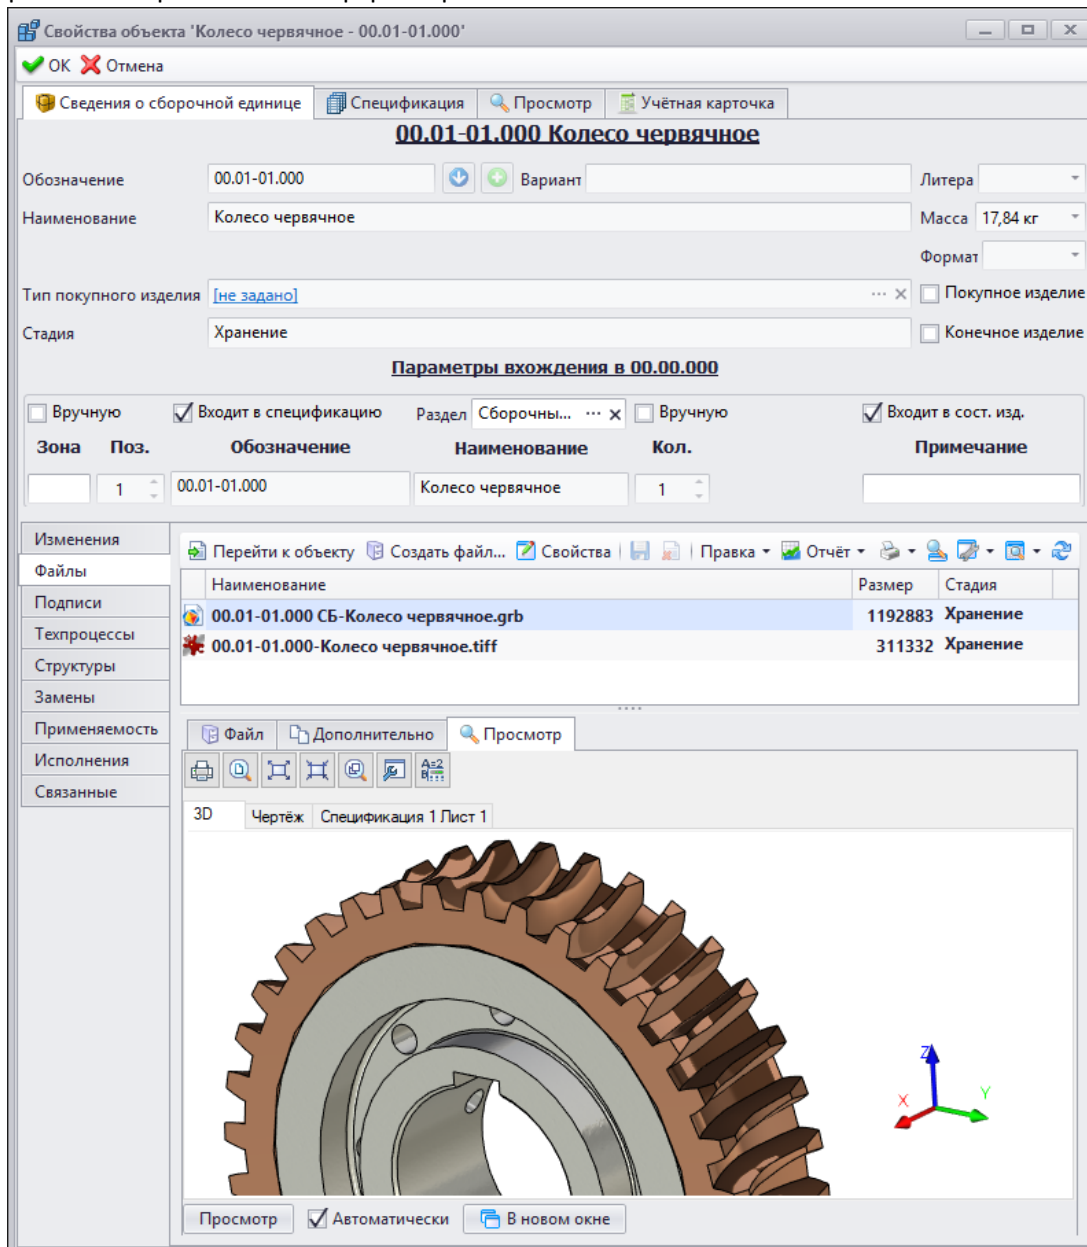 Свойства объекта 'Колесо червячное - 00.01-01.000'
ОК Отмена
Сведения о сборочной единице Спецификация Просмотр Учётная карточка
00.01-01.000 Колесо червячное
Обозначение 00.01-01.000 Вариант Литера
Наименование Колесо червячное Масса 17,84 кг
Формат
Тип покупного изделия [не задано] ... Покупное изделие
Стадия Хранение Конечное изделие
Параметры вхождения в 00.00.000
Вручную Входит в спецификацию Раздел Сборочны... ... Вручную Входит в сост. изд.
Зона Поз. Обозначение Наименование Кол. Примечание
1 00.01-01.000 Колесо червячное 1
Изменения
Файлы
Подписи
Техпроцессы
Структуры
Замены
Применяемость
Исполнения
Связанные
Перейти к объекту Создать файл... Свойства Правка Отчёт
Наименование Размер Стадия
00.01-01.000 СБ-Колесо червячное.grb 1192883 Хранение
00.01-01.000-Колесо червячное.tiff 311332 Хранение
Файл Дополнительно Просмотр
A=2
B
3D Чертёж Спецификация 1 Лист 1
Z
X Y
Просмотр Автоматически В новом окне